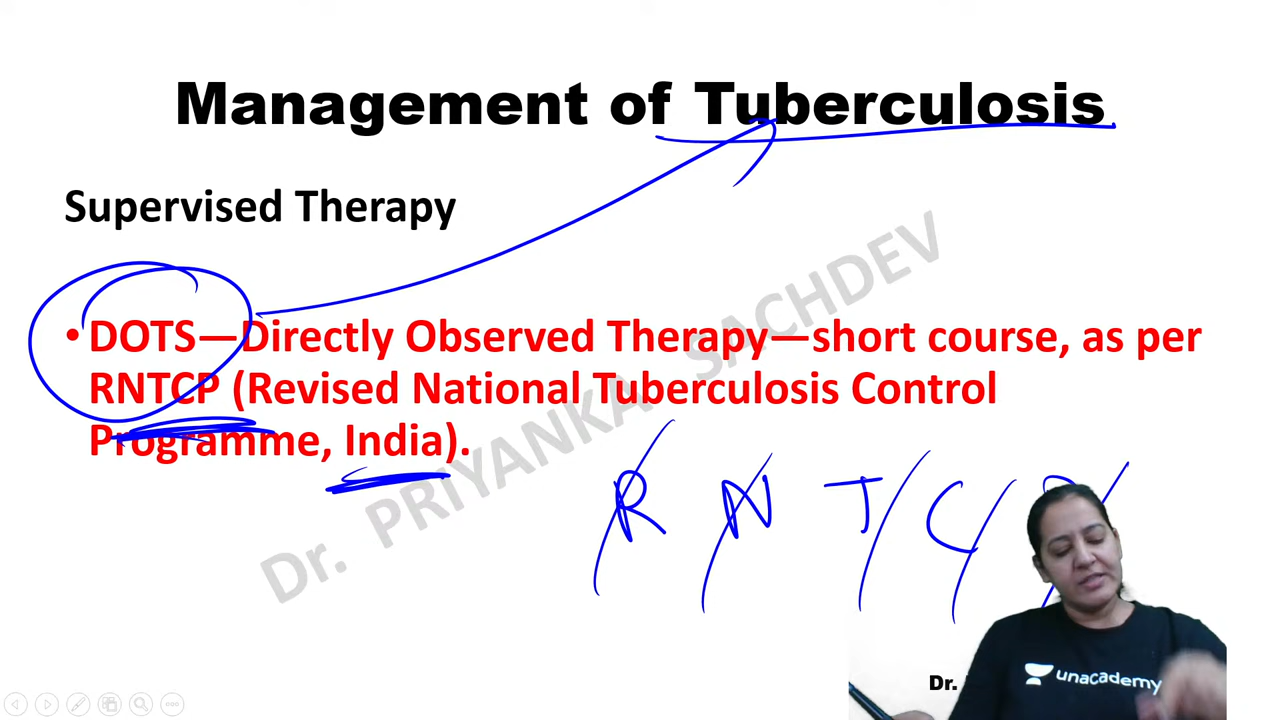 Management of Tuberculosis
Supervised Therapy
• DOTS—Directly Observed Therapy—short course, as per
RNTCP (Revised National Tuberculosis Control
Programme, India).
R N T C
Dr. PRIYANKA SACHDEV
unacademy
Dr.